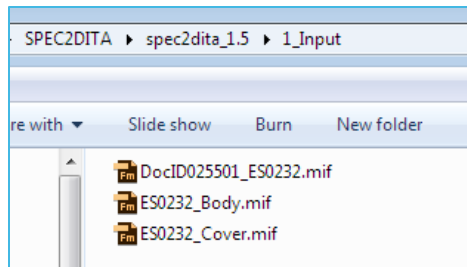 SPEC2DITA ▸ spec2dita_1.5 ▸ 1_Input
re with ▾ Slide show Burn New folder
DocID025501_ES0232.mif
ES0232_Body.mif
ES0232_Cover.mif